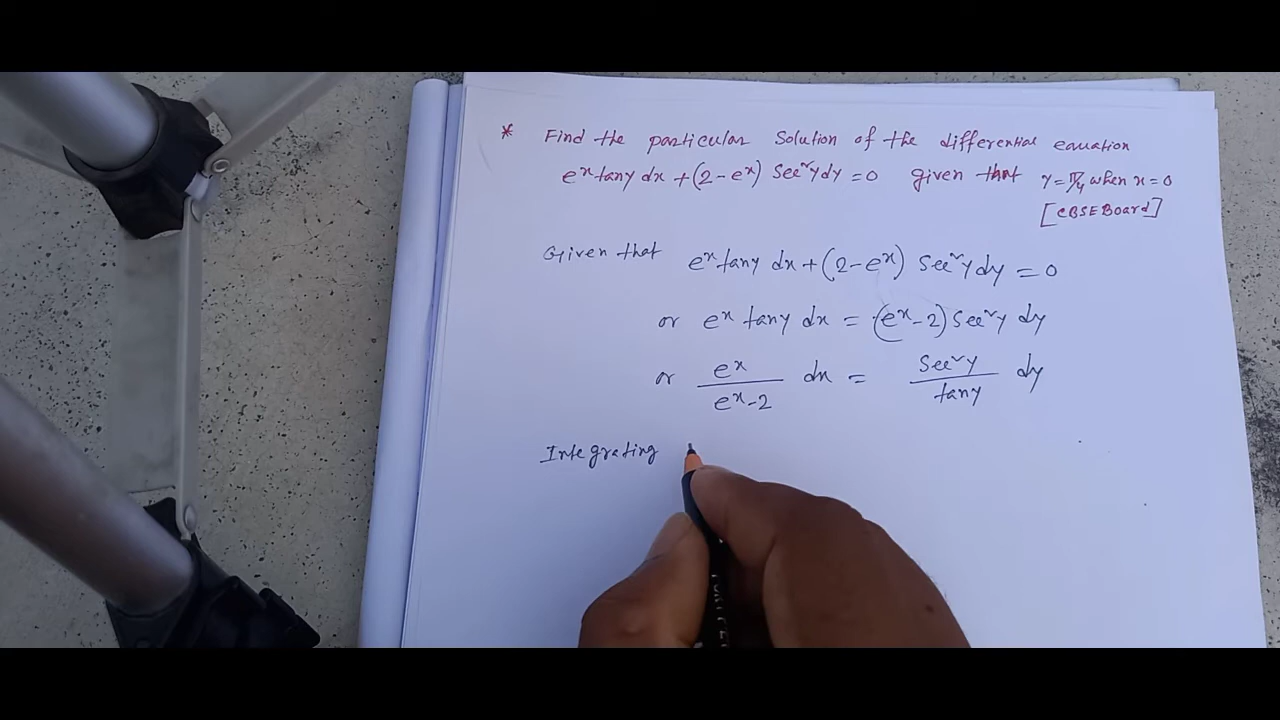 * Find the particular solution of the differential equation
e^x tany dx + (2 - e^x) Sec²y dy = 0 given that y = π/4 when x = 0
[CBSE Board]
Given that e^x tany dx + (2 - e^x) Sec²y dy = 0
or e^x tany dx = (e^x - 2) Sec²y dy
or e^x / (e^x - 2) dx = Sec²y / tany dy
Integrating